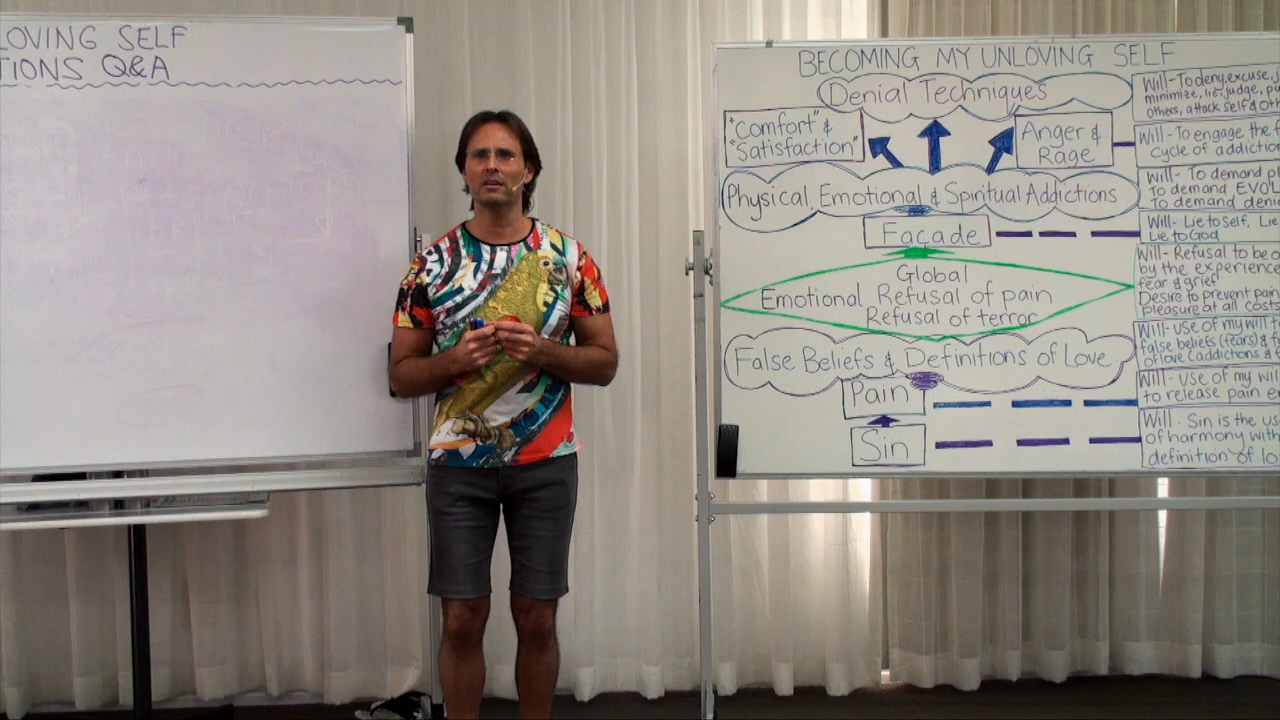 LOVING SELF
TIONS Q&A
BECOMING MY UNLOVING SELF
Denial Techniques
"Comfort" &
"Satisfaction"
Anger &
Rage
Physical, Emotional & Spiritual Addictions
Façade
Global
Emotional Refusal of pain
Refusal of terror
False Beliefs & Definitions of Love
Pain
Sin
Will - To deny, excuse, j
minimize, lie, judge, pu
others, attack self & oth
Will - To engage the f
cycle of addictio
Will - To demand pl
To demand EVOL
To demand denia
Will - Lie to self, Lie
Lie to God
Will - Refusal to be o
by the experience
fear & grief
Desire to prevent pain
pleasure at all costs
Will - use of my will t
false beliefs (fears) & f
of love (addictions &
Will - use of my wil
to release pain e
Will - Sin is the us
of harmony with
definition of lo